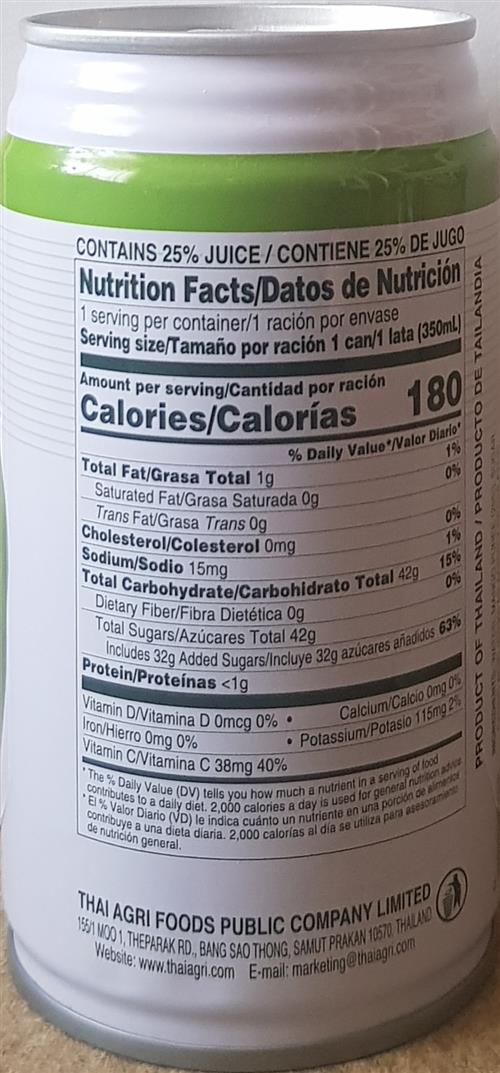 CONTAINS 25% JUICE / CONTIENE 25% DE JUGO
Nutrition Facts/Datos de Nutrición
1 serving per container/1 ración por envase
Serving size/Tamaño por ración 1 can/1 lata (350mL)
Amount per serving/Cantidad por ración
Calories/Calorías 180
% Daily Value*/Valor Diario*
Total Fat/Grasa Total 1g 1%
Saturated Fat/Grasa Saturada 0g 0%
Trans Fat/Grasa Trans 0g
Cholesterol/Colesterol 0mg 0%
Sodium/Sodio 15mg 1%
Total Carbohydrate/Carbohidrato Total 42g 15%
Dietary Fiber/Fibra Dietética 0g 0%
Total Sugars/Azúcares Total 42g
Includes 32g Added Sugars/Incluye 32g azúcares añadidos 63%
Protein/Proteínas <1g
Vitamin D/Vitamina D 0mcg 0% • Calcium/Calcio 0mg 0%
Iron/Hierro 0mg 0% • Potassium/Potasio 115mg 2%
Vitamin C/Vitamina C 38mg 40%
* The % Daily Value (DV) tells you how much a nutrient in a serving of food
contributes to a daily diet. 2,000 calories a day is used for general nutrition advice
* El % Valor Diario (VD) le indica cuánto un nutriente en una porción de alimentos
contribuye a una dieta diaria. 2,000 calorías al día se utiliza para asesoramiento
de nutrición general.
PRODUCT OF THAILAND / PRODUCTO DE TAILANDIA
THAI AGRI FOODS PUBLIC COMPANY LIMITED
155/1 MOO 1, THEPARAK RD., BANG SAO THONG, SAMUT PRAKAN 10570, THAILAND
Website: www.thaiagri.com E-mail: marketing@thaiagri.com